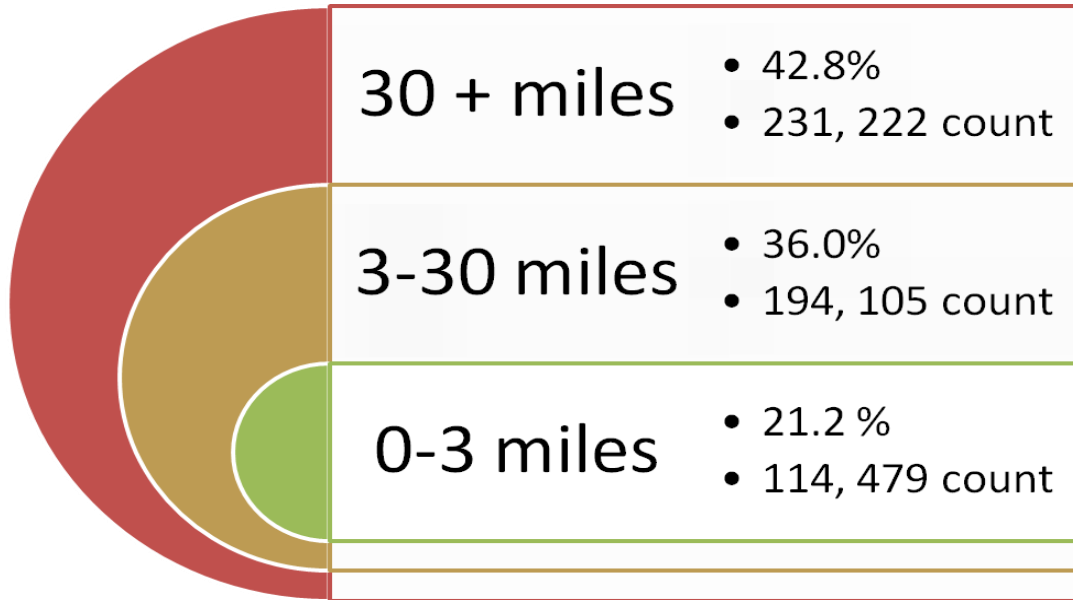 30 + miles
• 42.8%
• 231, 222 count
3-30 miles
• 36.0%
• 194, 105 count
0-3 miles
• 21.2 %
• 114, 479 count